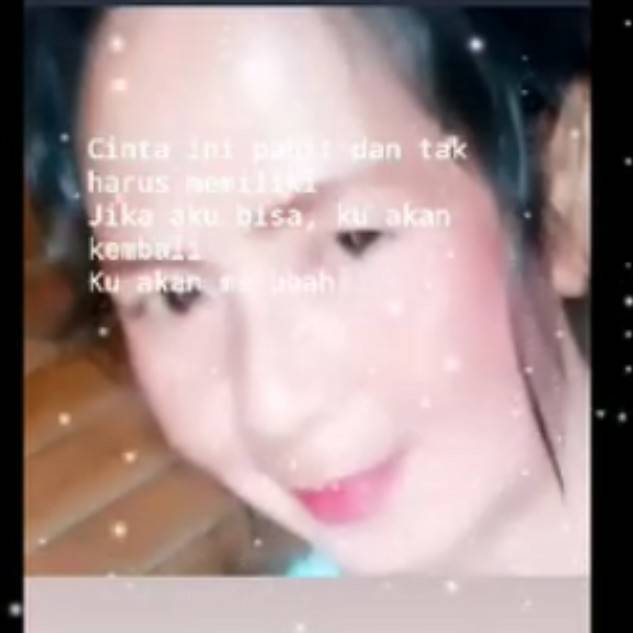 Cinta ini pahit dan tak
harus memiliki
Jika aku bisa, ku akan
kembali
Ku akan merubah